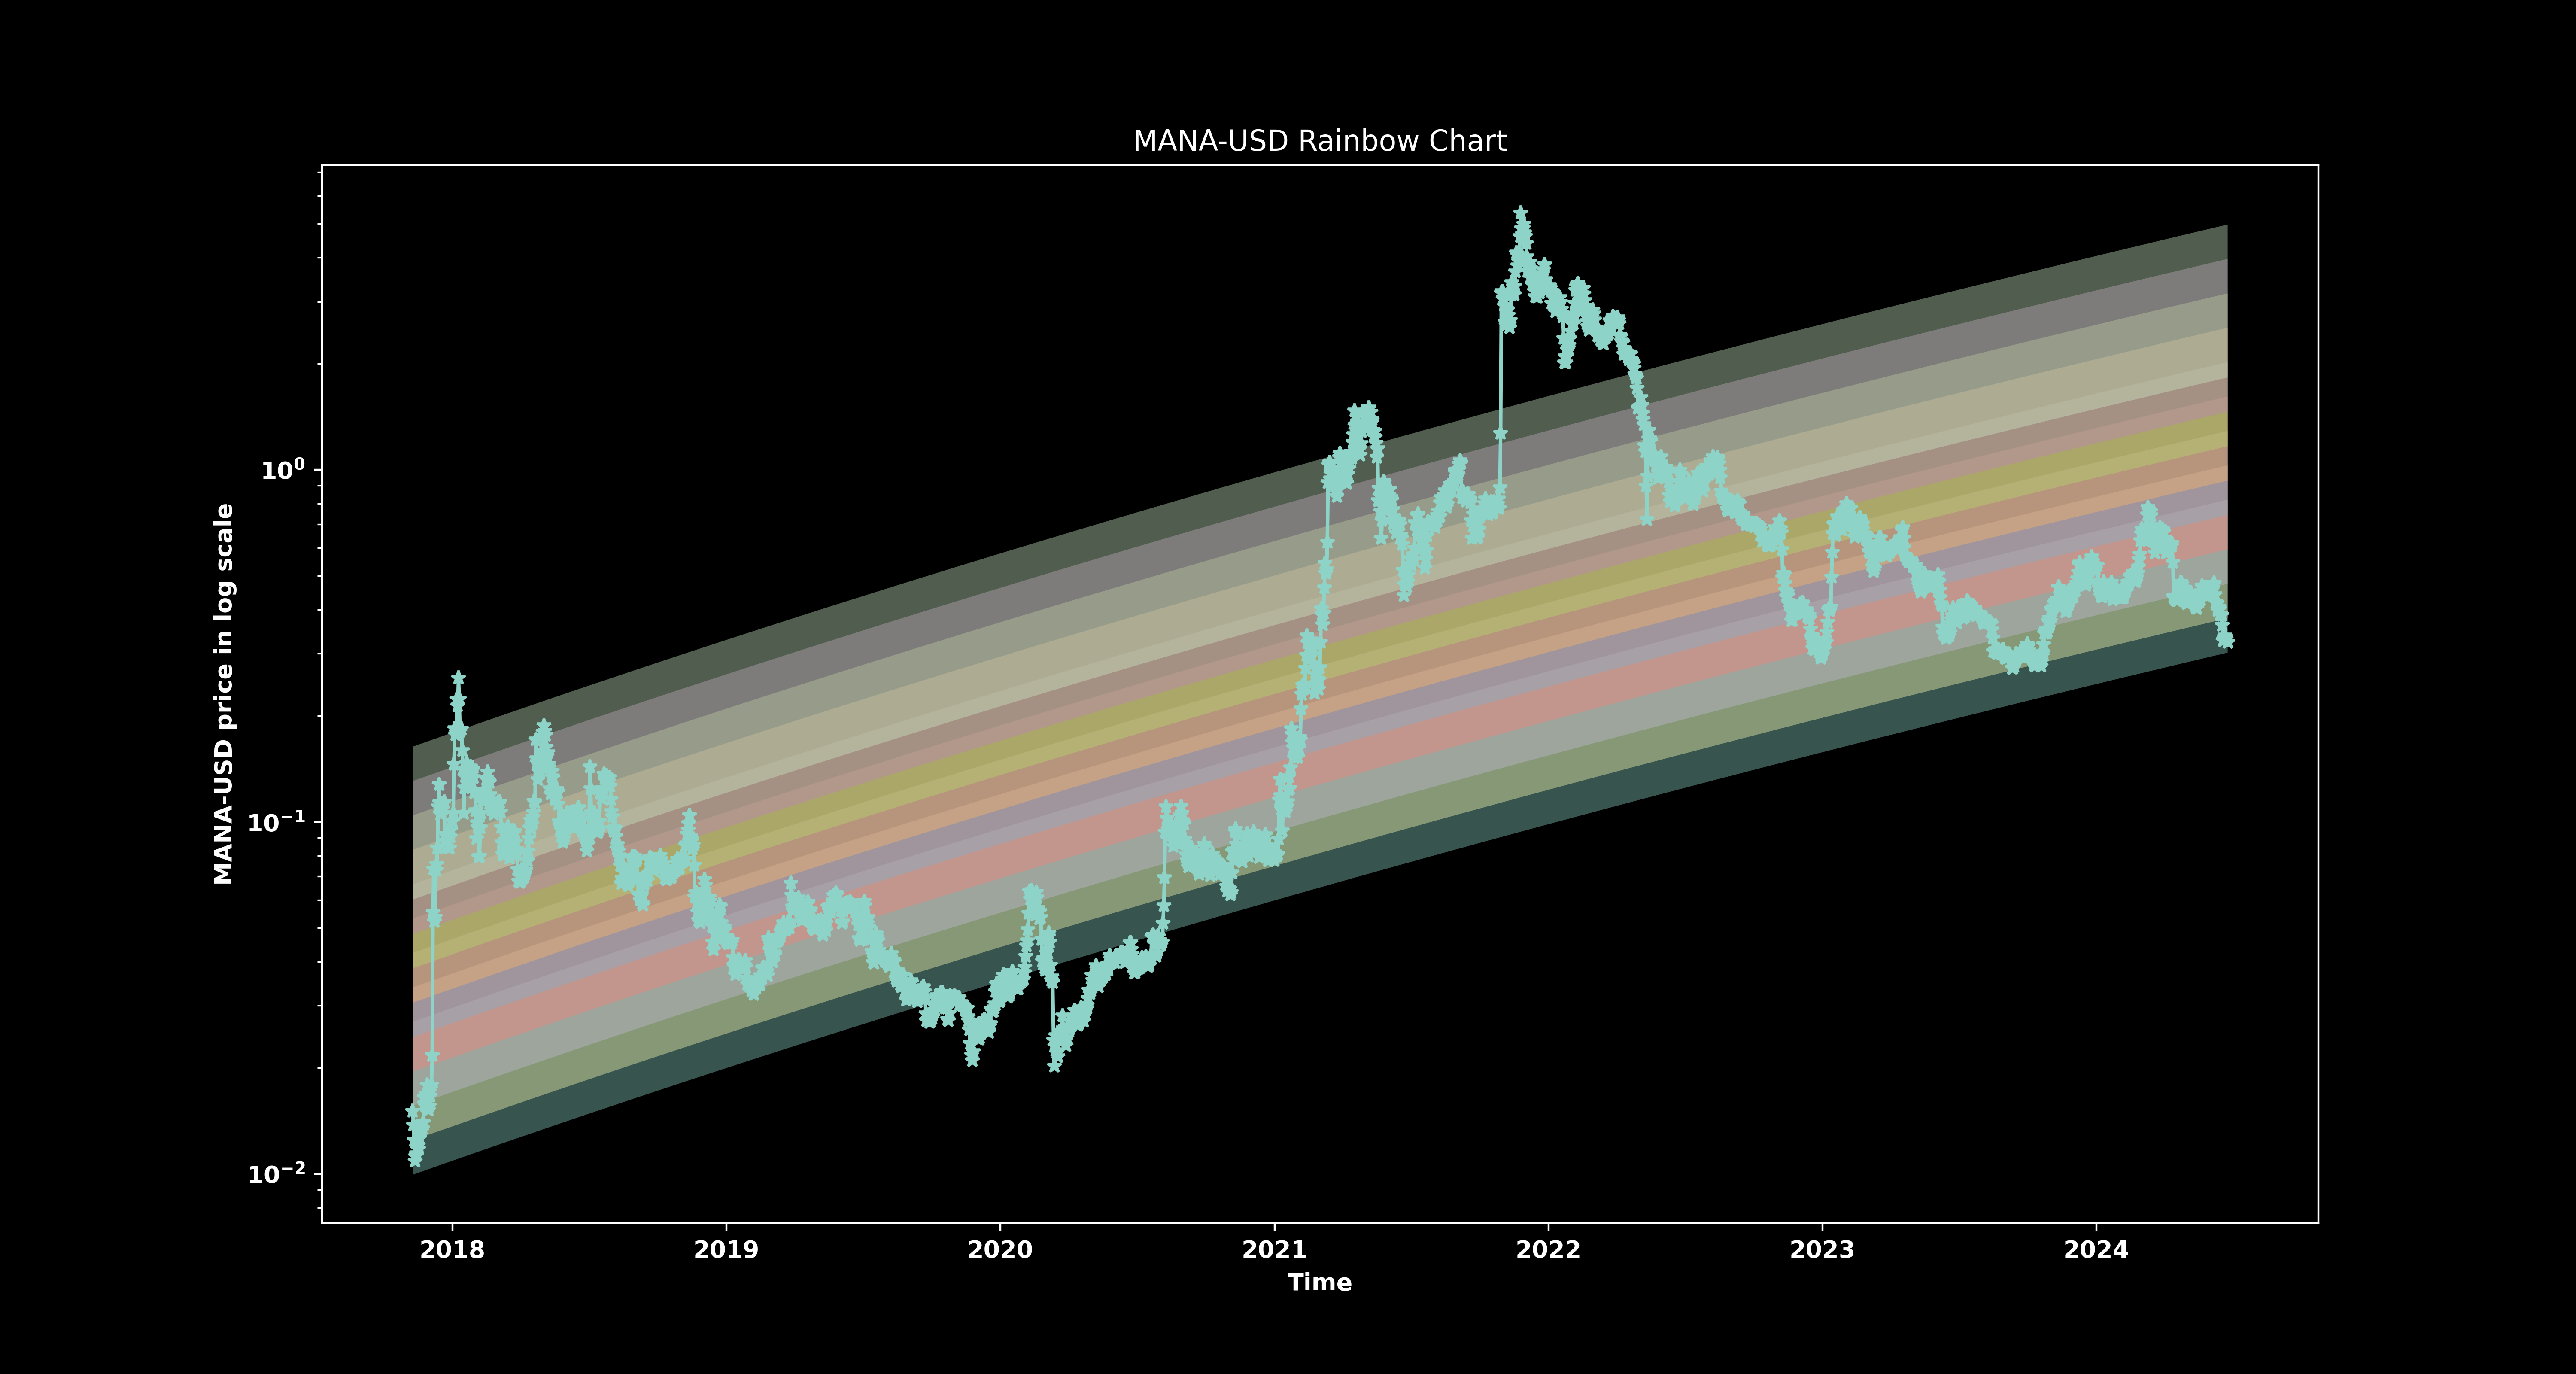 MANA-USD Rainbow Chart
MANA-USD price in log scale
10⁰
10⁻¹
10⁻²
2018 2019 2020 2021 2022 2023 2024
Time